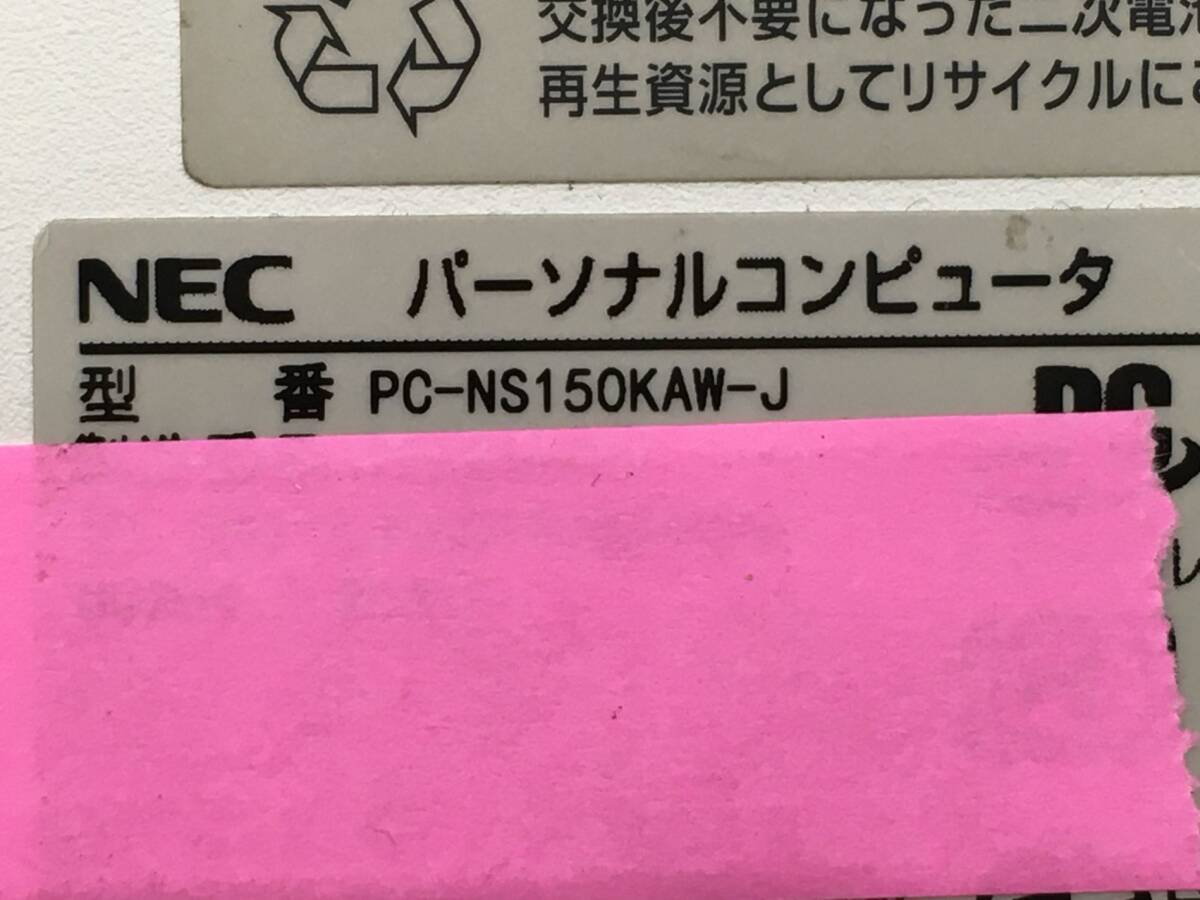 交換後不要になった二次電池
再生資源としてリサイクルにご
NEC パーソナルコンピュータ
型番 PC-NS150KAW-J
PC